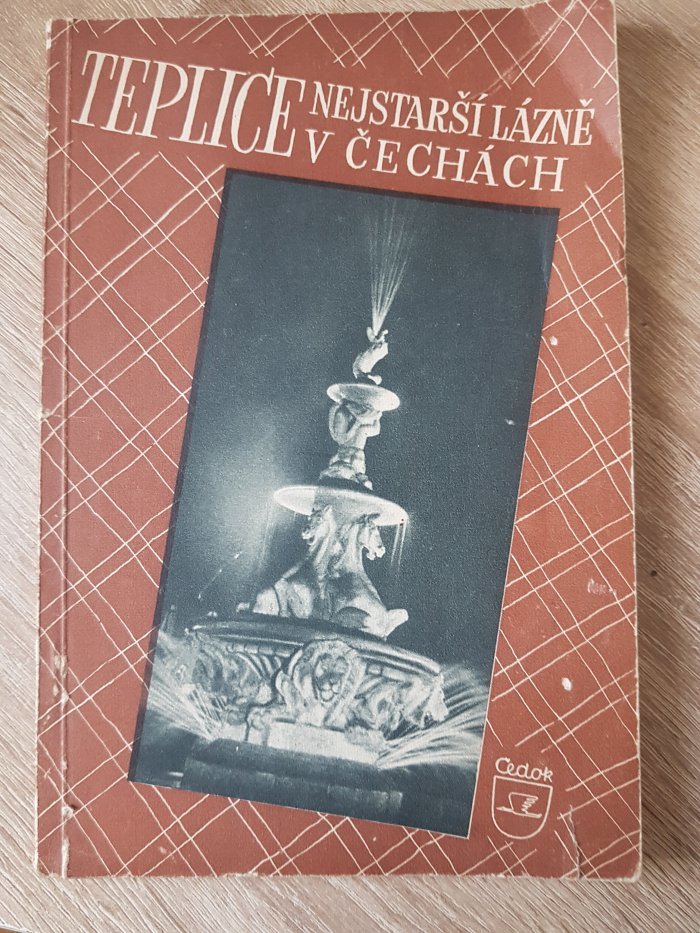 TEPLICE NEJSTARŠÍ LÁZNĚ
V ČECHÁCH
Čedok